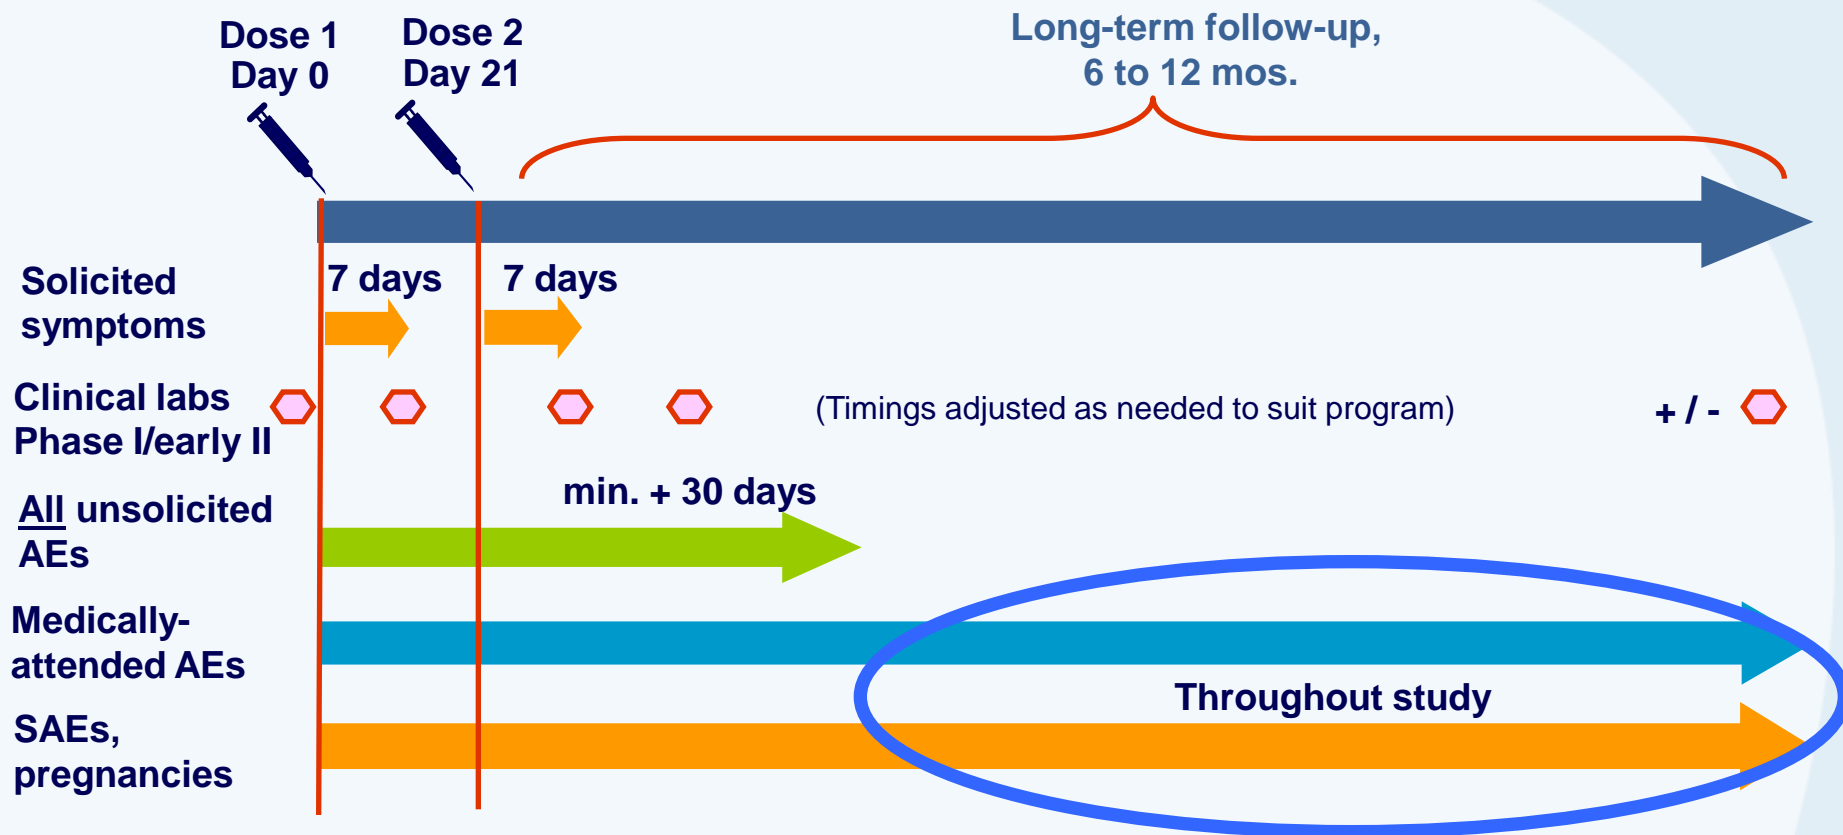 Dose 1
Day 0
Dose 2
Day 21
Long-term follow-up,
6 to 12 mos.
Solicited
symptoms
7 days
7 days
Clinical labs
Phase I/early II
(Timings adjusted as needed to suit program)
+ / -
All unsolicited
AEs
min. + 30 days
Medically-
attended AEs
Throughout study
SAEs,
pregnancies